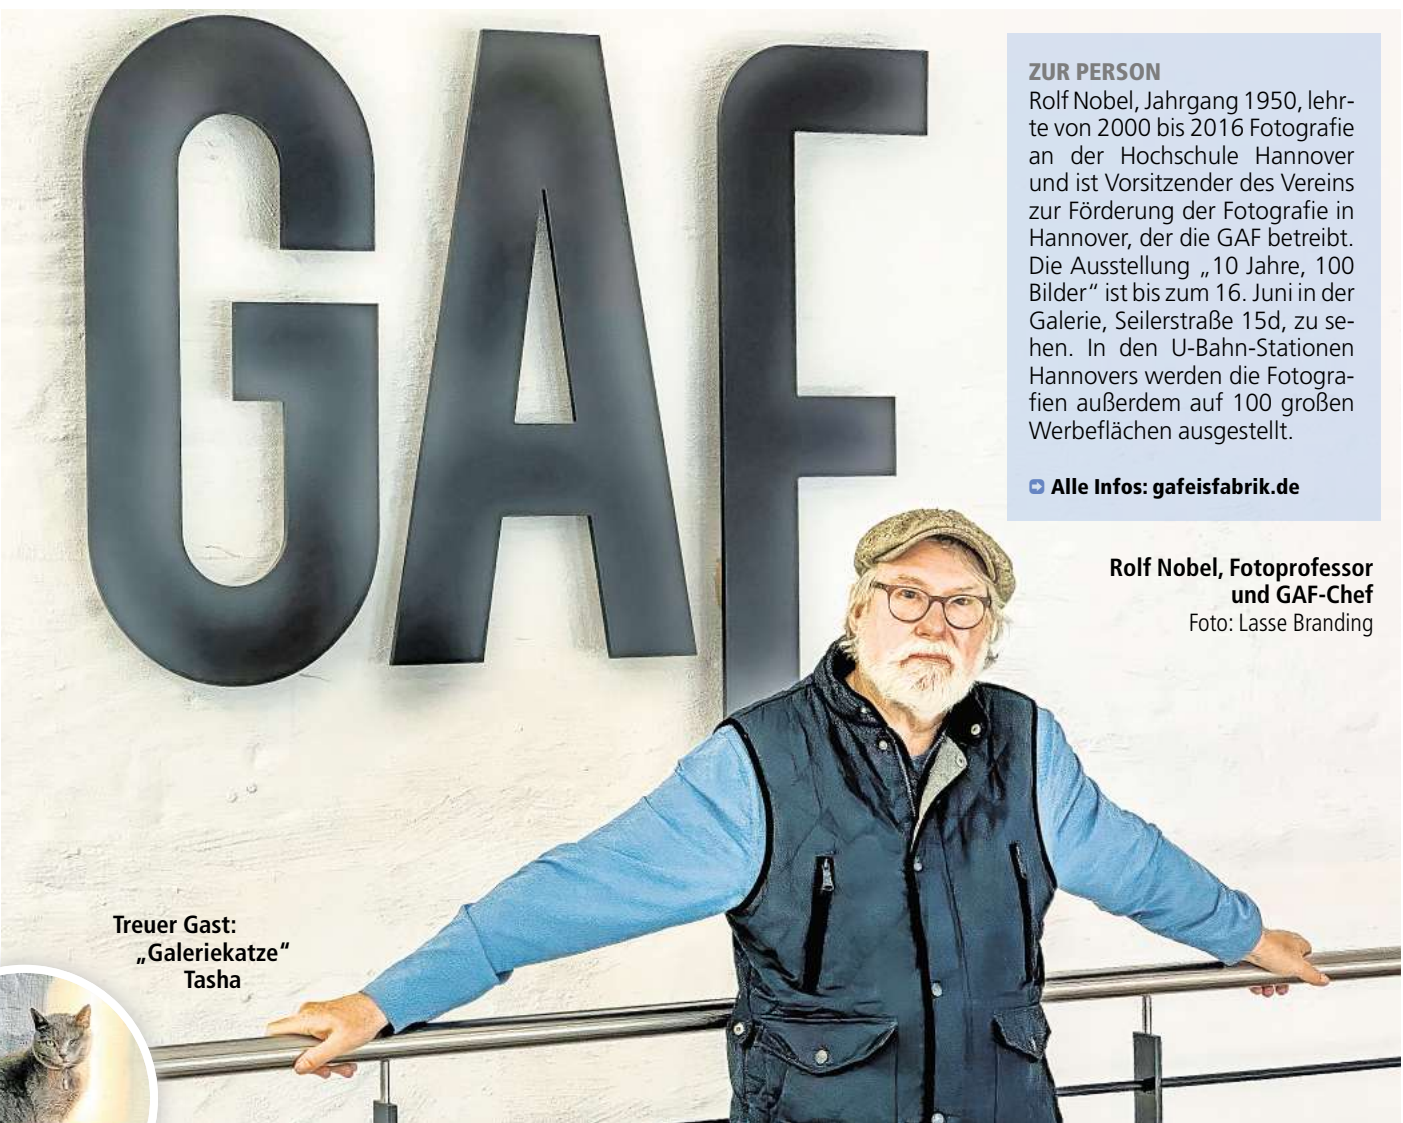 GAF
ZUR PERSON
Rolf Nobel, Jahrgang 1950, lehr-
te von 2000 bis 2016 Fotografie
an der Hochschule Hannover
und ist Vorsitzender des Vereins
zur Förderung der Fotografie in
Hannover, der die GAF betreibt.
Die Ausstellung „10 Jahre, 100
Bilder“ ist bis zum 16. Juni in der
Galerie, Seilerstraße 15d, zu se-
hen. In den U-Bahn-Stationen
Hannovers werden die Fotogra-
fien außerdem auf 100 großen
Werbeflächen ausgestellt.
Alle Infos: gafeisfabrik.de
Rolf Nobel, Fotoprofessor
und GAF-Chef
Foto: Lasse Branding
Treuer Gast:
„Galeriekatze“
Tasha